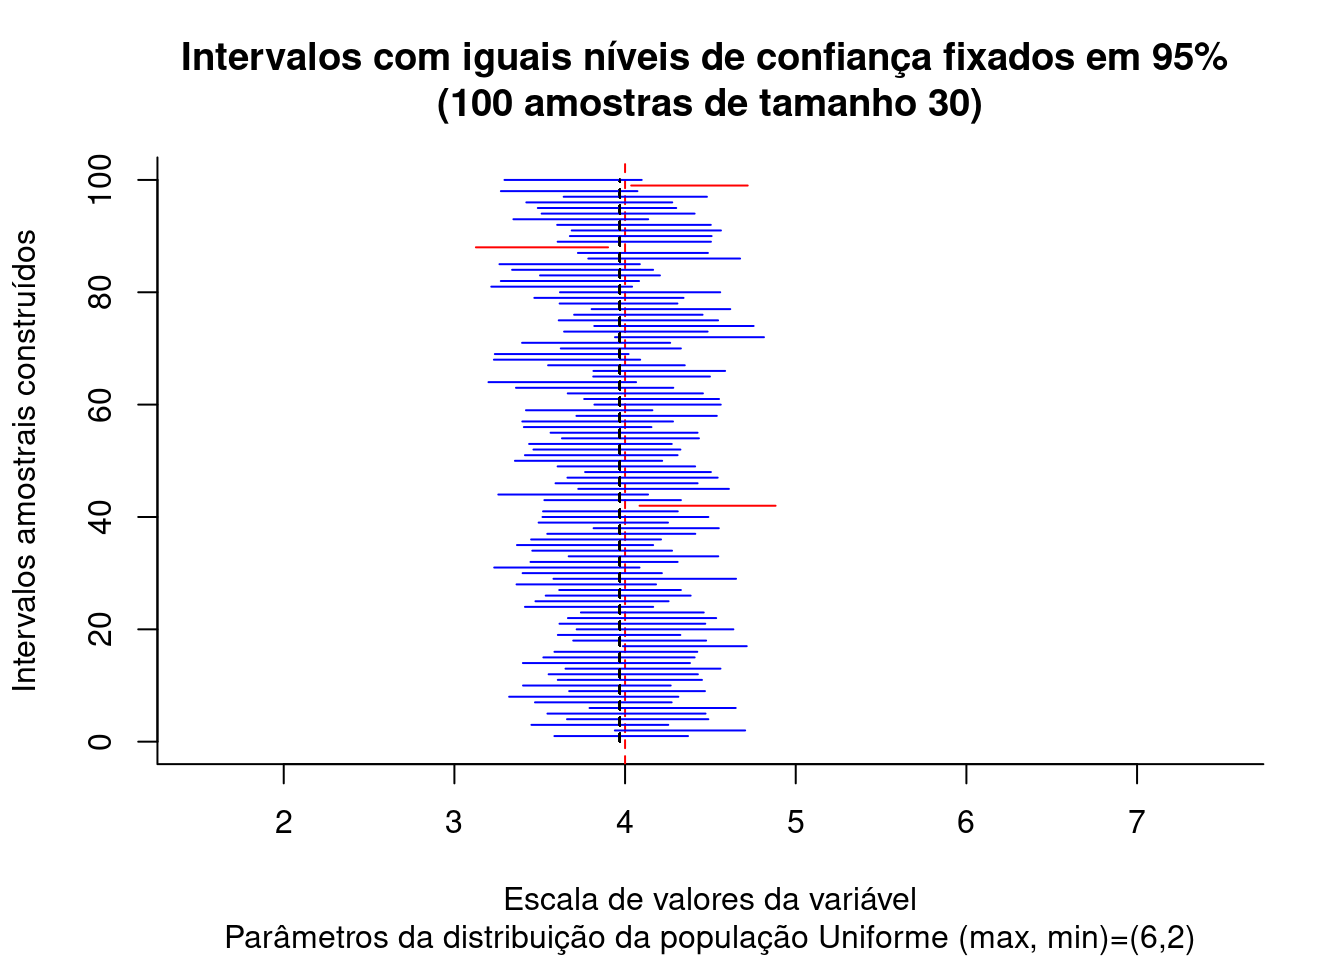 Intervalos com iguais níveis de confiança fixados em 95%
(100 amostras de tamanho 30)
Intervalos amostrais construídos
100
80
60
40
20
0
2 3 4 5 6 7
Escala de valores da variável
Parâmetros da distribuição da população Uniforme (max, min)=(6,2)